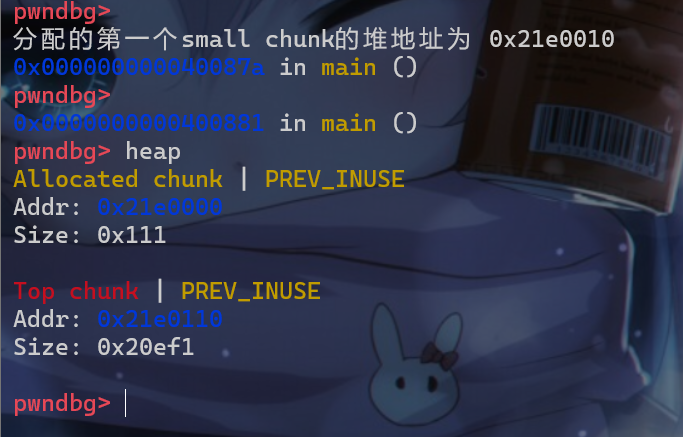 pwndbg>
分配的第一个small chunk的堆地址为 0x21e0010
0x000000000040087a in main ()
pwndbg>
0x0000000000400881 in main ()
pwndbg> heap
Allocated chunk | PREV_INUSE
Addr: 0x21e0000
Size: 0x111
Top chunk | PREV_INUSE
Addr: 0x21e0110
Size: 0x20ef1
pwndbg>